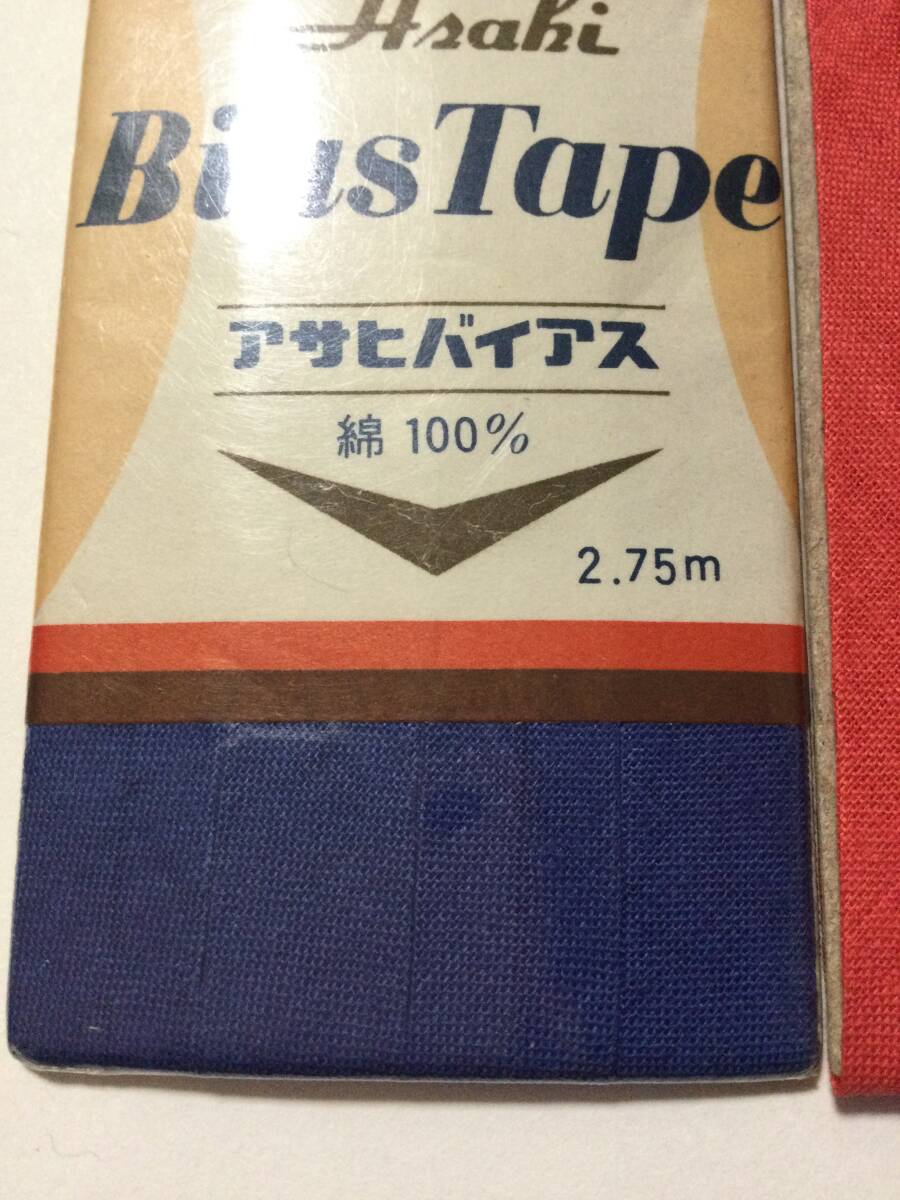 Asahi
Bias Tape
アサヒバイアス
綿 100%
2.75m